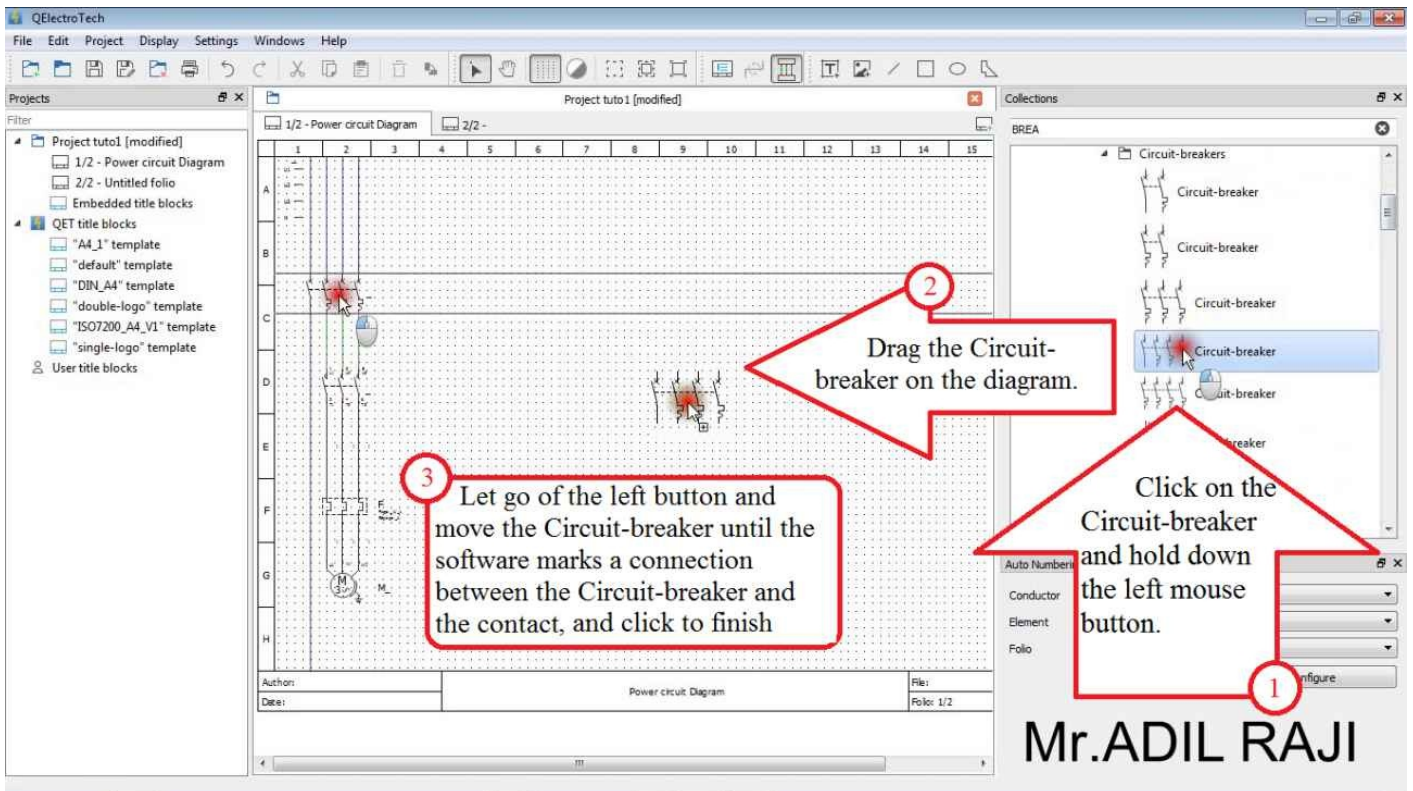 QElectroTech
File Edit Project Display Settings Windows Help
Projects
Filter
Project tuto1 [modified]
1/2 - Power circuit Diagram
2/2 - Untitled folio
Embedded title blocks
QET title blocks
"A4_1" template
"default" template
"DIN_A4" template
"double-logo" template
"ISO7200_A4_V1" template
"single-logo" template
User title blocks
Project tuto1 [modified]
1/2 - Power circuit Diagram 2/2 -
1 2 3 4 5 6 7 8 9 10 11 12 13 14 15
A
B
C
D
E
F
G
H
M
3
M_
F_
2
Drag the Circuit-
breaker on the diagram.
3
Let go of the left button and
move the Circuit-breaker until the
software marks a connection
between the Circuit-breaker and
the contact, and click to finish
Author:
Date:
Power circuit Diagram
File:
Folio: 1/2
Collections
BREA
Circuit-breakers
Circuit-breaker
Circuit-breaker
Circuit-breaker
Circuit-breaker
Click on the
Circuit-breaker
and hold down
the left mouse
button.
1
Conductor
Element
Folio
Mr.ADIL RAJI